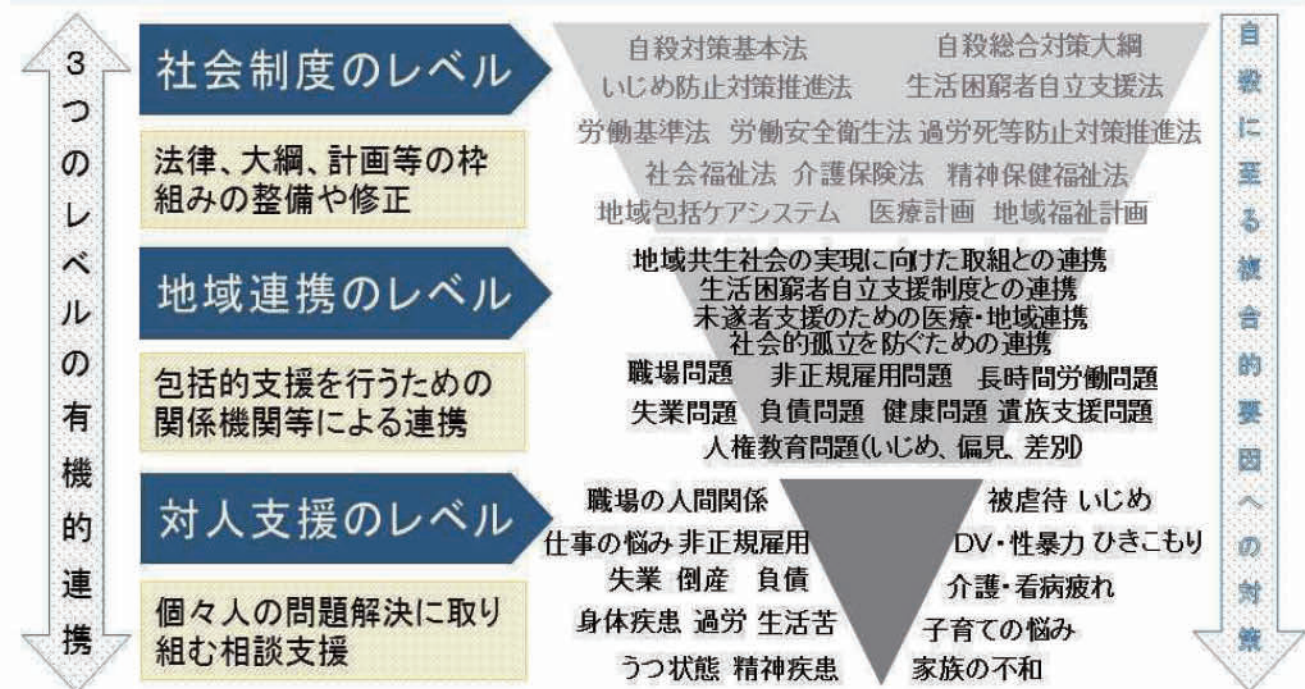 3つのレベルの有機的連携
社会制度のレベル
法律、大綱、計画等の枠
組みの整備や修正
自殺対策基本法 自殺総合対策大綱
いじめ防止対策推進法 生活困窮者自立支援法
労働基準法 労働安全衛生法 過労死等防止対策推進法
社会福祉法 介護保険法 精神保健福祉法
地域包括ケアシステム 医療計画 地域福祉計画
地域連携のレベル
包括的支援を行うための
関係機関等による連携
地域共生社会の実現に向けた取組との連携
生活困窮者自立支援制度との連携
未遂者支援のための医療・地域連携
社会的孤立を防ぐための連携
職場問題 非正規雇用問題 長時間労働問題
失業問題 負債問題 健康問題 遺族支援問題
人権教育問題(いじめ、偏見、差別)
対人支援のレベル
個々人の問題解決に取り
組む相談支援
職場の人間関係 被虐待 いじめ
仕事の悩み 非正規雇用 DV・性暴力 ひきこもり
失業 倒産 負債 介護・看病疲れ
身体疾患 過労 生活苦 子育ての悩み
うつ状態 精神疾患 家族の不和
自殺に至る複合的要因への対策